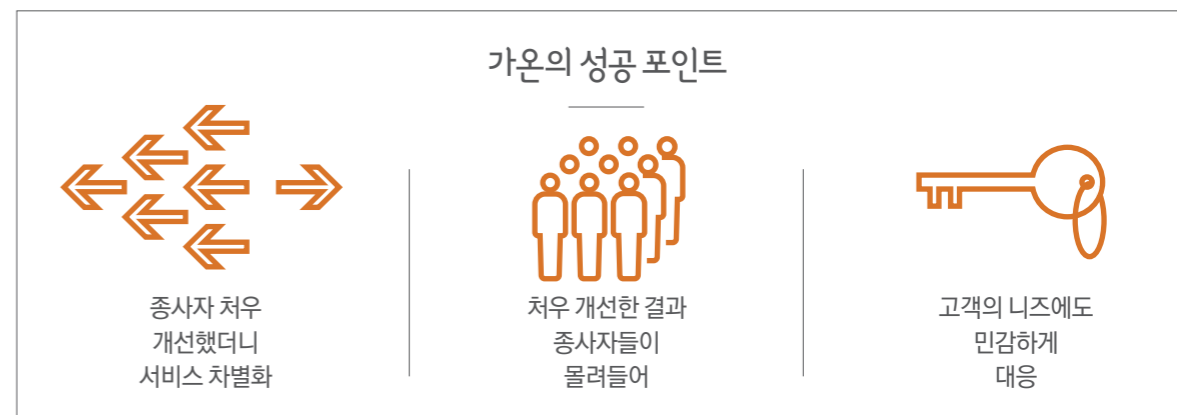 가온의 성공 포인트
종사자 처우
개선했더니
서비스 차별화
처우 개선한 결과
종사자들이
몰려들어
고객의 니즈에도
민감하게
대응